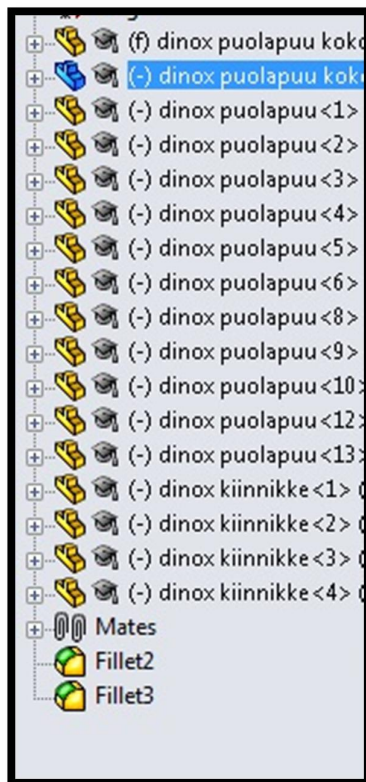 (f) dinox puolapuu
(-) dinox puolapuu
(-) dinox puolapuu<1>
(-) dinox puolapuu<2>
(-) dinox puolapuu<3>
(-) dinox puolapuu<4>
(-) dinox puolapuu<5>
(-) dinox puolapuu<6>
(-) dinox puolapuu<8>
(-) dinox puolapuu<9>
(-) dinox puolapuu<10>
(-) dinox puolapuu<12>
(-) dinox puolapuu<13>
(-) dinox kiinnikke<1> (
(-) dinox kiinnikke<2> (
(-) dinox kiinnikke<3> (
(-) dinox kiinnikke<4> (
Mates
Fillet2
Fillet3